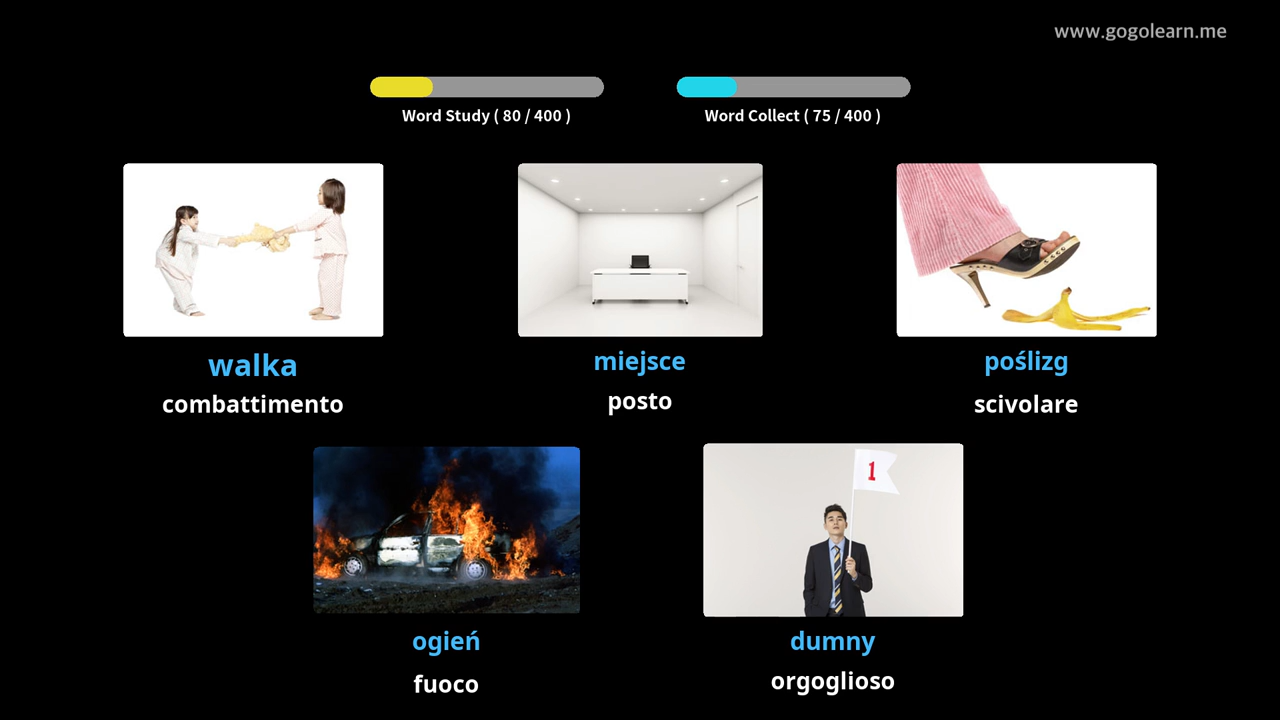 www.gogolearn.me
Word Study ( 80 / 400 )
Word Collect ( 75 / 400 )
walka
combattimento
miejsce
posto
poślizg
scivolare
1
ogień
fuoco
dumny
orgoglioso